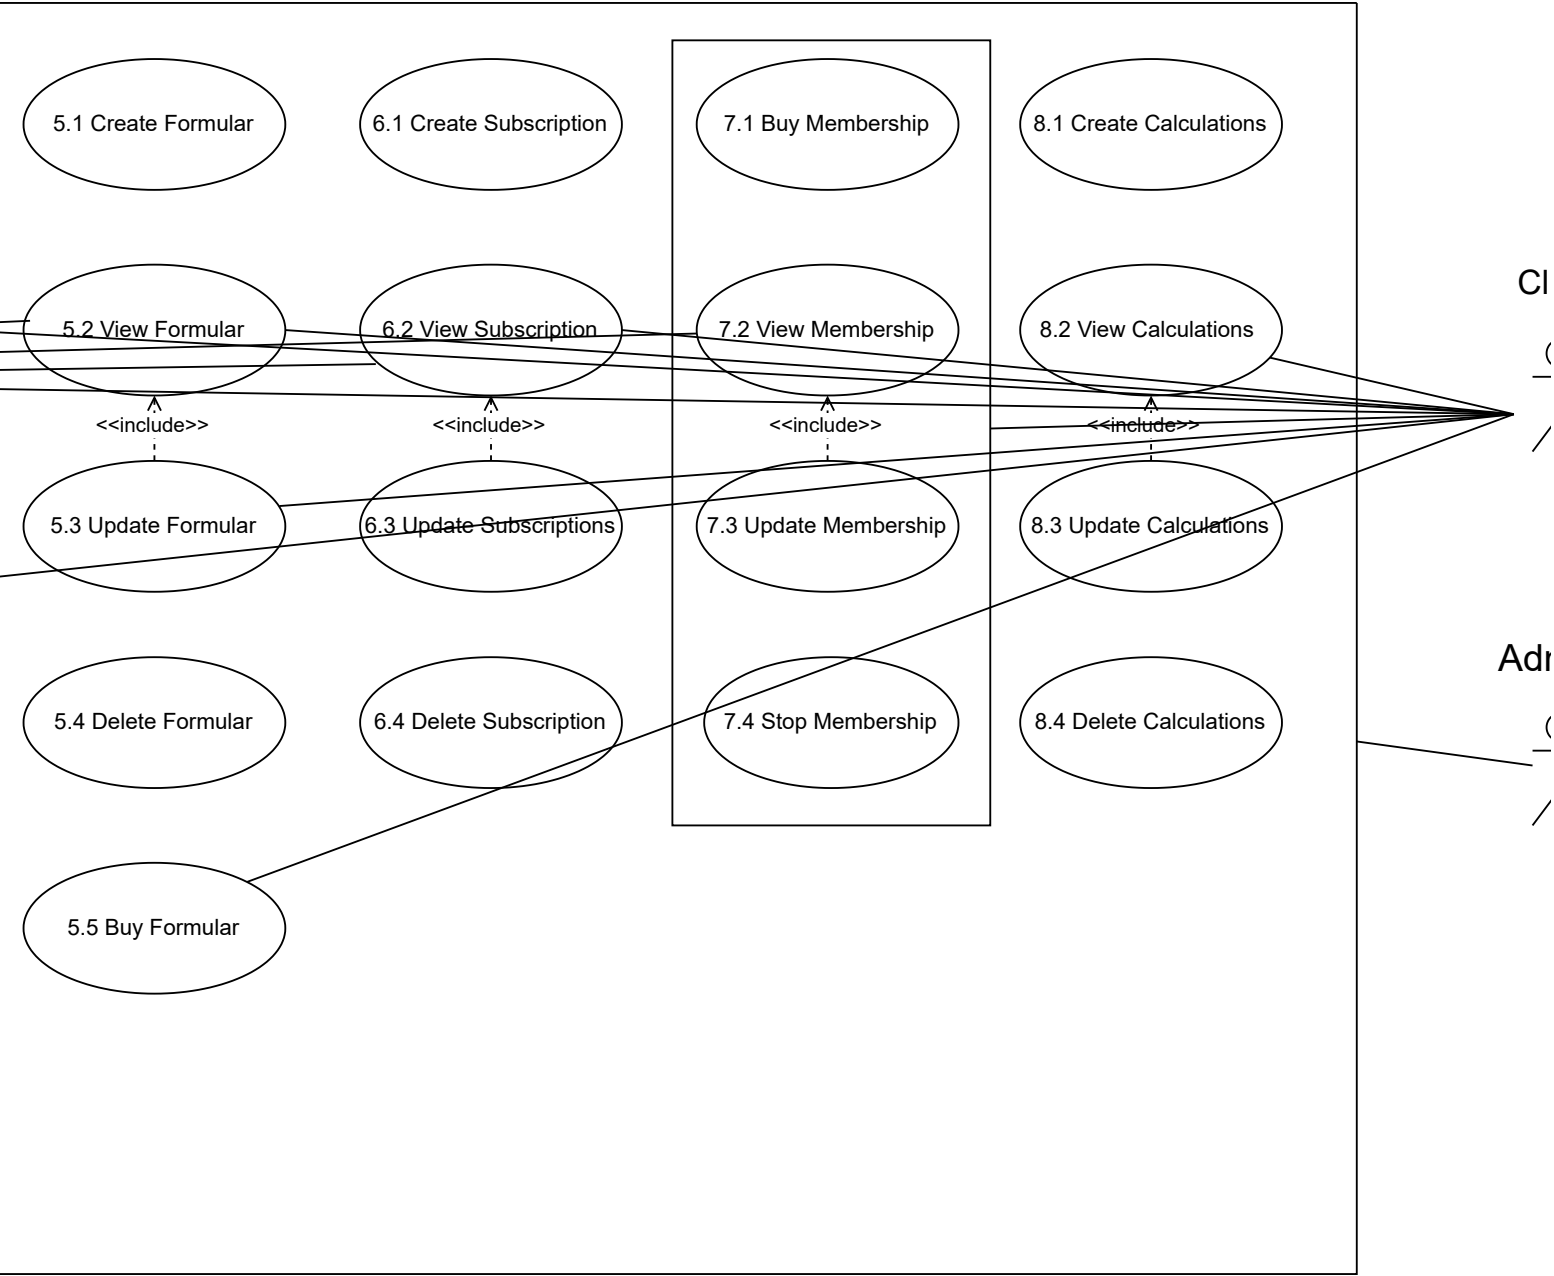 5.1 Create Formular
6.1 Create Subscription
7.1 Buy Membership
8.1 Create Calculations
Cl
5.2 View Formular
6.2 View Subscription
7.2 View Membership
8.2 View Calculations
<<include>>
<<include>>
<<include>>
<<include>>
5.3 Update Formular
6.3 Update Subscriptions
7.3 Update Membership
8.3 Update Calculations
Adm
5.4 Delete Formular
6.4 Delete Subscription
7.4 Stop Membership
8.4 Delete Calculations
5.5 Buy Formular